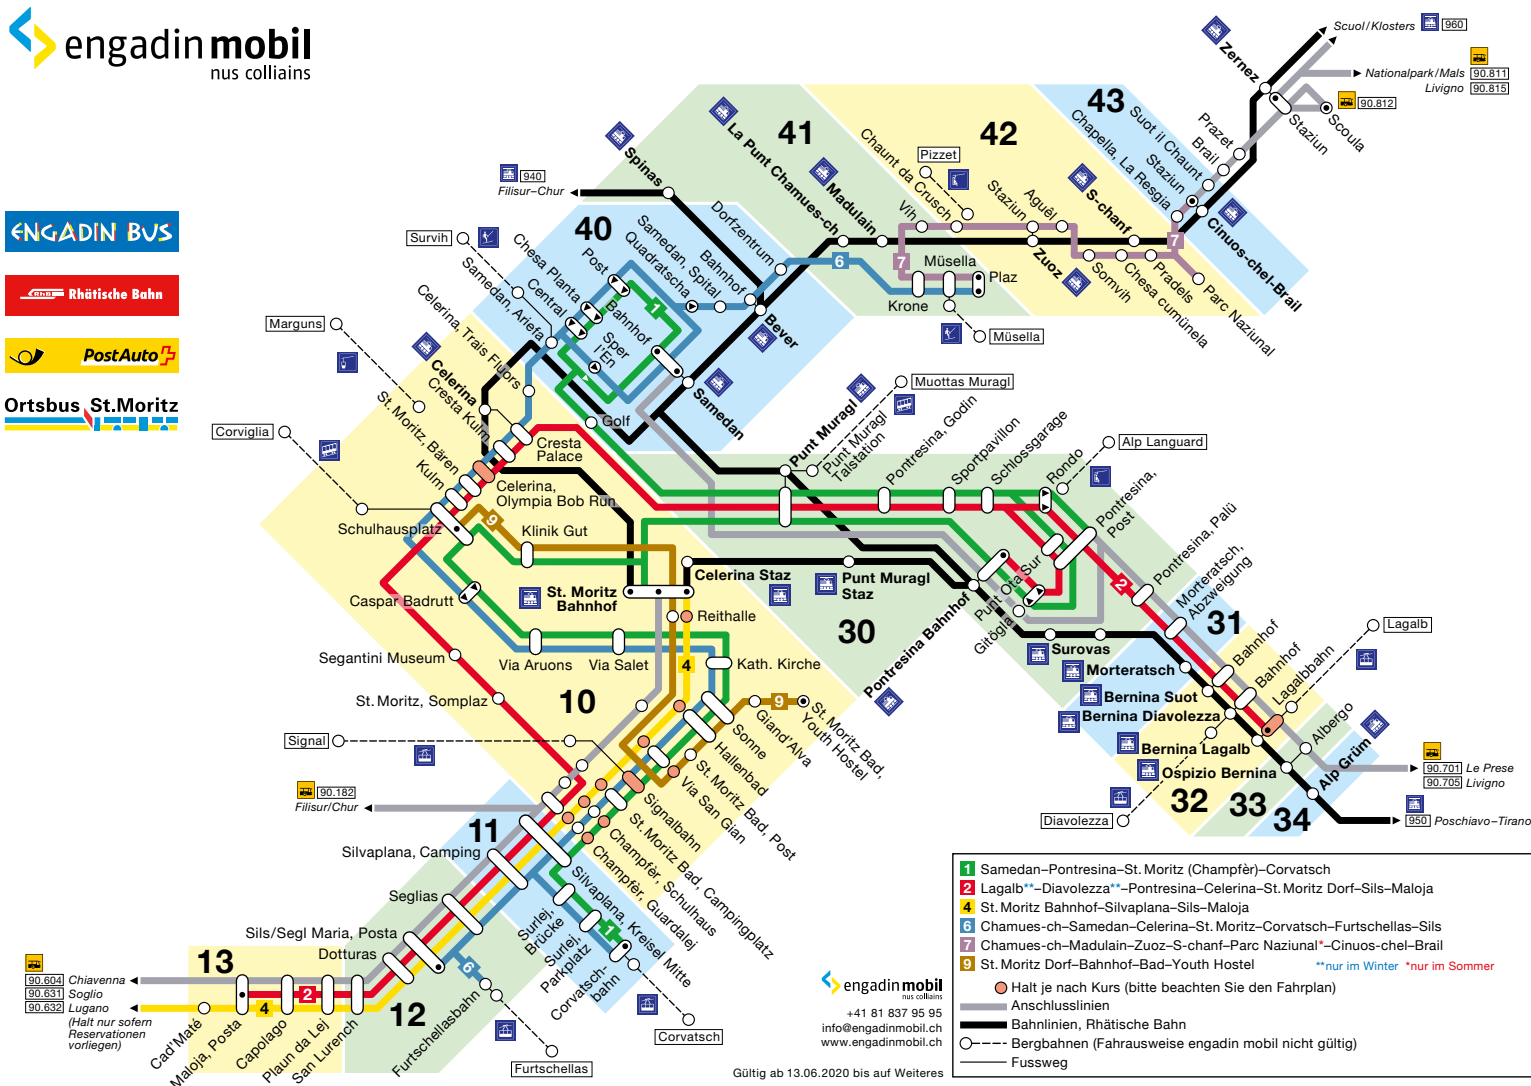 engadin mobil
nus colliains
ENGADIN BUS
RhB Rhätische Bahn
PostAuto
Ortsbus St.Moritz
Scuol/Klosters 960
Nationalpark/Mals 90.811
Livigno 90.815
90.812
Zernez
Scuola
Staziun
Prazet
Brail
43
Suot il Chaunt
Staziun
Chapella, La Resgia
Cinuos-chel-Brail
42
Chaunt da Crusch
Pizzet
Vih
Staziun
Aguêl
S-chanf
7
Zuoz
Somvih
Chesa cumünela
Pradels
Parc Naziunal
41
La Punt Chamues-ch
Madulain
7
Müsella
Plaz
Krone
Müsella
6
940
Filisur–Chur
Spinas
40
Dorfzentrum
Bahnhof
Samedan, Spital
Quadratscha
Post
Chesa Planta
Central
Samedan, Ariefa
Survih
Bahnhof
Sper l'En
1
Bever
Samedan
Golf
Marguns
Celerina, Trais Fluors
Celerina
Cresta Kulm
St. Moritz, Bären
Kulm
Corviglia
Cresta
Palace
Celerina,
Olympia Bob Run
Schulhausplatz
9
Klinik Gut
Caspar Badrutt
St. Moritz
Bahnhof
Celerina Staz
Punt Muragl
Staz
Reithalle
4
Via Aruons
Via Salet
Kath. Kirche
Segantini Museum
St. Moritz, Somplaz
10
Signal
9
St. Moritz Bad,
Youth Hostel
Giand'Alva
Sonne
Hallenbad
St. Moritz Bad, Post
Via San Gian
Signalbahn
St. Moritz Bad, Campingplatz
Champfèr, Schulhaus
Champfèr, Guardalej
Punt Muragl
Muottas Muragl
Punt Muragl
Talstation
Pontresina, Godin
Sportpavillon
Schlossgarage
Rondo
Alp Languard
Pontresina,
Post
Punt Ota Sur
Gitögla
Pontresina Bahnhof
30
2
Pontresina, Palü
Morteratsch,
Abzweigung
31
Bahnhof
Bahnhof
Lagalbbahn
Lagalb
Surovas
Morteratsch
Bernina Suot
Bernina Diavolezza
Bernina Lagalb
Ospizio Bernina
Albergo
Alp Grüm
Diavolezza
32
33
34
90.701 Le Prese
90.705 Livigno
950 Poschiavo–Tirano
90.182
Filisur/Chur
11
Silvaplana, Camping
Silvaplana, Kreisel Mitte
Surlej,
Brücke
Surlej,
Parkplatz
Corvatsch-
bahn
1
Corvatsch
Seglias
Sils/Segl Maria, Posta
Dotturas
6
Furtschellasbahn
Furtschellas
12
13
90.604 Chiavenna
90.631 Soglio
90.632 Lugano
(Halt nur sofern
Reservationen
vorliegen)
2
4
Cad'Maté
Maloja, Posta
Capolago
Plaun da Lej
San Lurench
engadin mobil
nus colliains
+41 81 837 95 95
info@engadinmobil.ch
www.engadinmobil.ch
Gültig ab 13.06.2020 bis auf Weiteres
1 Samedan–Pontresina–St. Moritz (Champfèr)–Corvatsch
2 Lagalb**–Diavolezza**–Pontresina–Celerina–St. Moritz Dorf–Sils–Maloja
4 St. Moritz Bahnhof–Silvaplana–Sils–Maloja
6 Chamues-ch–Samedan–Celerina–St. Moritz–Corvatsch–Furtschellas–Sils
7 Chamues-ch–Madulain–Zuoz–S-chanf–Parc Naziunal*–Cinuos-chel–Brail
9 St. Moritz Dorf–Bahnhof–Bad–Youth Hostel
**nur im Winter *nur im Sommer
Halt je nach Kurs (bitte beachten Sie den Fahrplan)
Anschlusslinien
Bahnlinien, Rhätische Bahn
Bergbahnen (Fahrausweise engadin mobil nicht gültig)
Fussweg